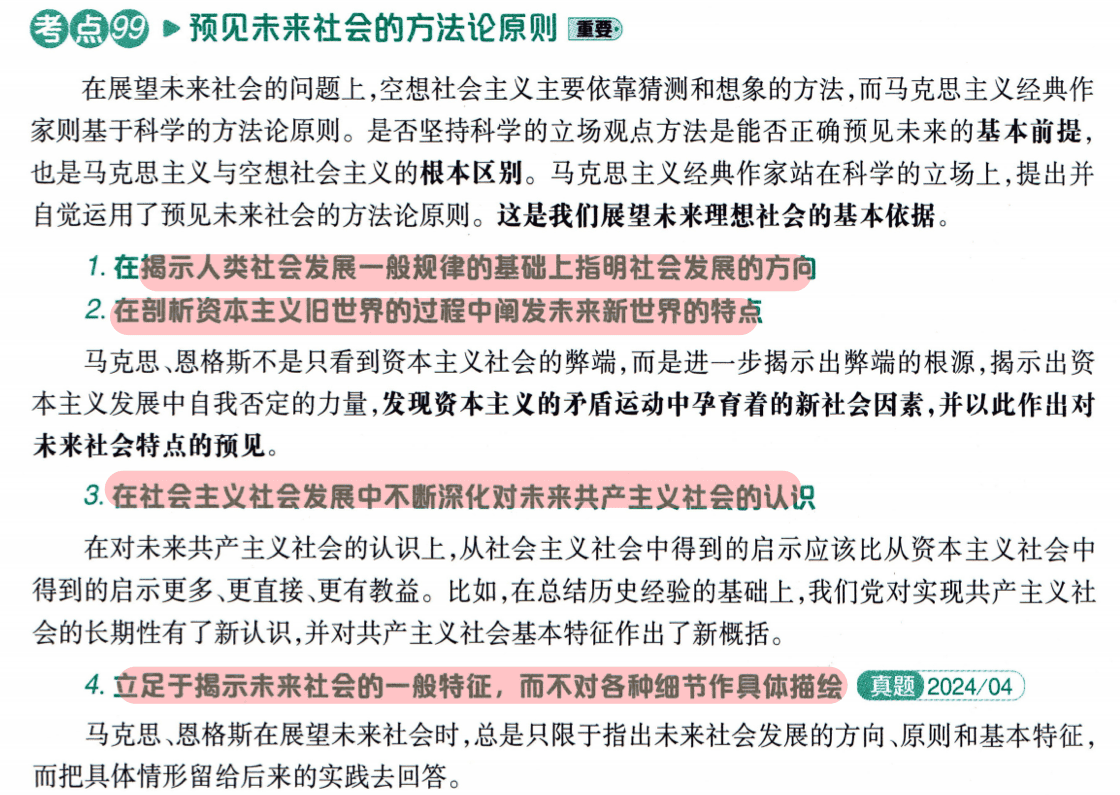 考点99 ▶ 预见未来社会的方法论原则 重要
在展望未来社会的问题上,空想社会主义主要依靠猜测和想象的方法,而马克思主义经典作
家则基于科学的方法论原则。是否坚持科学的立场观点方法是能否正确预见未来的基本前提,
也是马克思主义与空想社会主义的根本区别。马克思主义经典作家站在科学的立场上,提出并
自觉运用了预见未来社会的方法论原则。这是我们展望未来理想社会的基本依据。
1. 在揭示人类社会发展一般规律的基础上指明社会发展的方向
2. 在剖析资本主义旧世界的过程中阐发未来新世界的特点
马克思、恩格斯不是只看到资本主义社会的弊端,而是进一步揭示出弊端的根源,揭示出资
本主义发展中自我否定的力量,发现资本主义的矛盾运动中孕育着的新社会因素,并以此作出对
未来社会特点的预见。
3. 在社会主义社会发展中不断深化对未来共产主义社会的认识
在对未来共产主义社会的认识上,从社会主义社会中得到的启示应该比从资本主义社会中
得到的启示更多、更直接、更有教益。比如,在总结历史经验的基础上,我们党对实现共产主义社
会的长期性有了新认识,并对共产主义社会基本特征作出了新概括。
4. 立足于揭示未来社会的一般特征，而不对各种细节作具体描绘 真题 2024/04
马克思、恩格斯在展望未来社会时,总是只限于指出未来社会发展的方向、原则和基本特征,
而把具体情形留给后来的实践去回答。